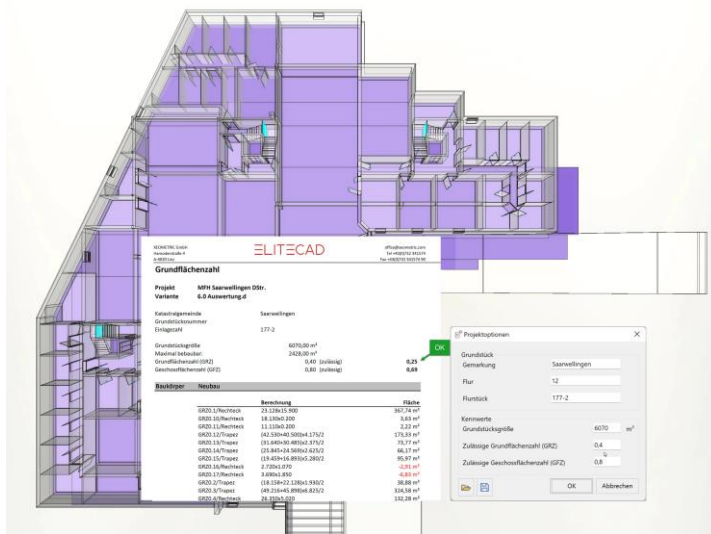 XEOMETRIC GmbH
ELITECAD
office@xeometric.com
Grundflächenzahl
Projekt MFH Saarwellingen DStr.
Variante 6.0 Auswertung.d
Katastralgemeinde Saarwellingen
Grundstücksnummer
Einlagszahl 177-2
Grundstücksgröße 6070,00 m²
Maximal bebaubar: 2428,00 m²
Grundflächenzahl (GRZ) 0,40 (zulässig) 0,25
Geschossflächenzahl (GFZ) 0,80 (zulässig) 0,69
OK
Baukörper Neubau
Berechnung Fläche
GRZ0.1/Rechteck 23.128x15.900 367,74 m²
GRZ0.10/Rechteck 18.130x0.200 3,63 m²
GRZ0.11/Rechteck 11.110x0.200 2,22 m²
GRZ0.12/Trapez (42.530+40.500)x4.175/2 173,33 m²
GRZ0.13/Trapez (31.640+30.485)x2.375/2 73,77 m²
GRZ0.14/Trapez (25.845+24.569)x2.625/2 66,17 m²
GRZ0.15/Trapez (19.459+16.893)x5.280/2 95,97 m²
GRZ0.16/Rechteck 2.720x1.070 -2,91 m²
GRZ0.17/Rechteck 3.690x1.850 -6,83 m²
GRZ0.2/Trapez (18.158+22.128)x1.930/2 38,88 m²
GRZ0.3/Trapez (49.216+45.898)x6.825/2 324,58 m²
GRZ0.4/Rechteck 26.350x5.020 132,28 m²
Projektoptionen
Grundstück
Gemarkung Saarwellingen
Flur 12
Flurstück 177-2
Kennwerte
Grundstücksgröße 6070 m²
Zulässige Grundflächenzahl (GRZ) 0,4
Zulässige Geschossflächenzahl (GFZ) 0,8
OK Abbrechen